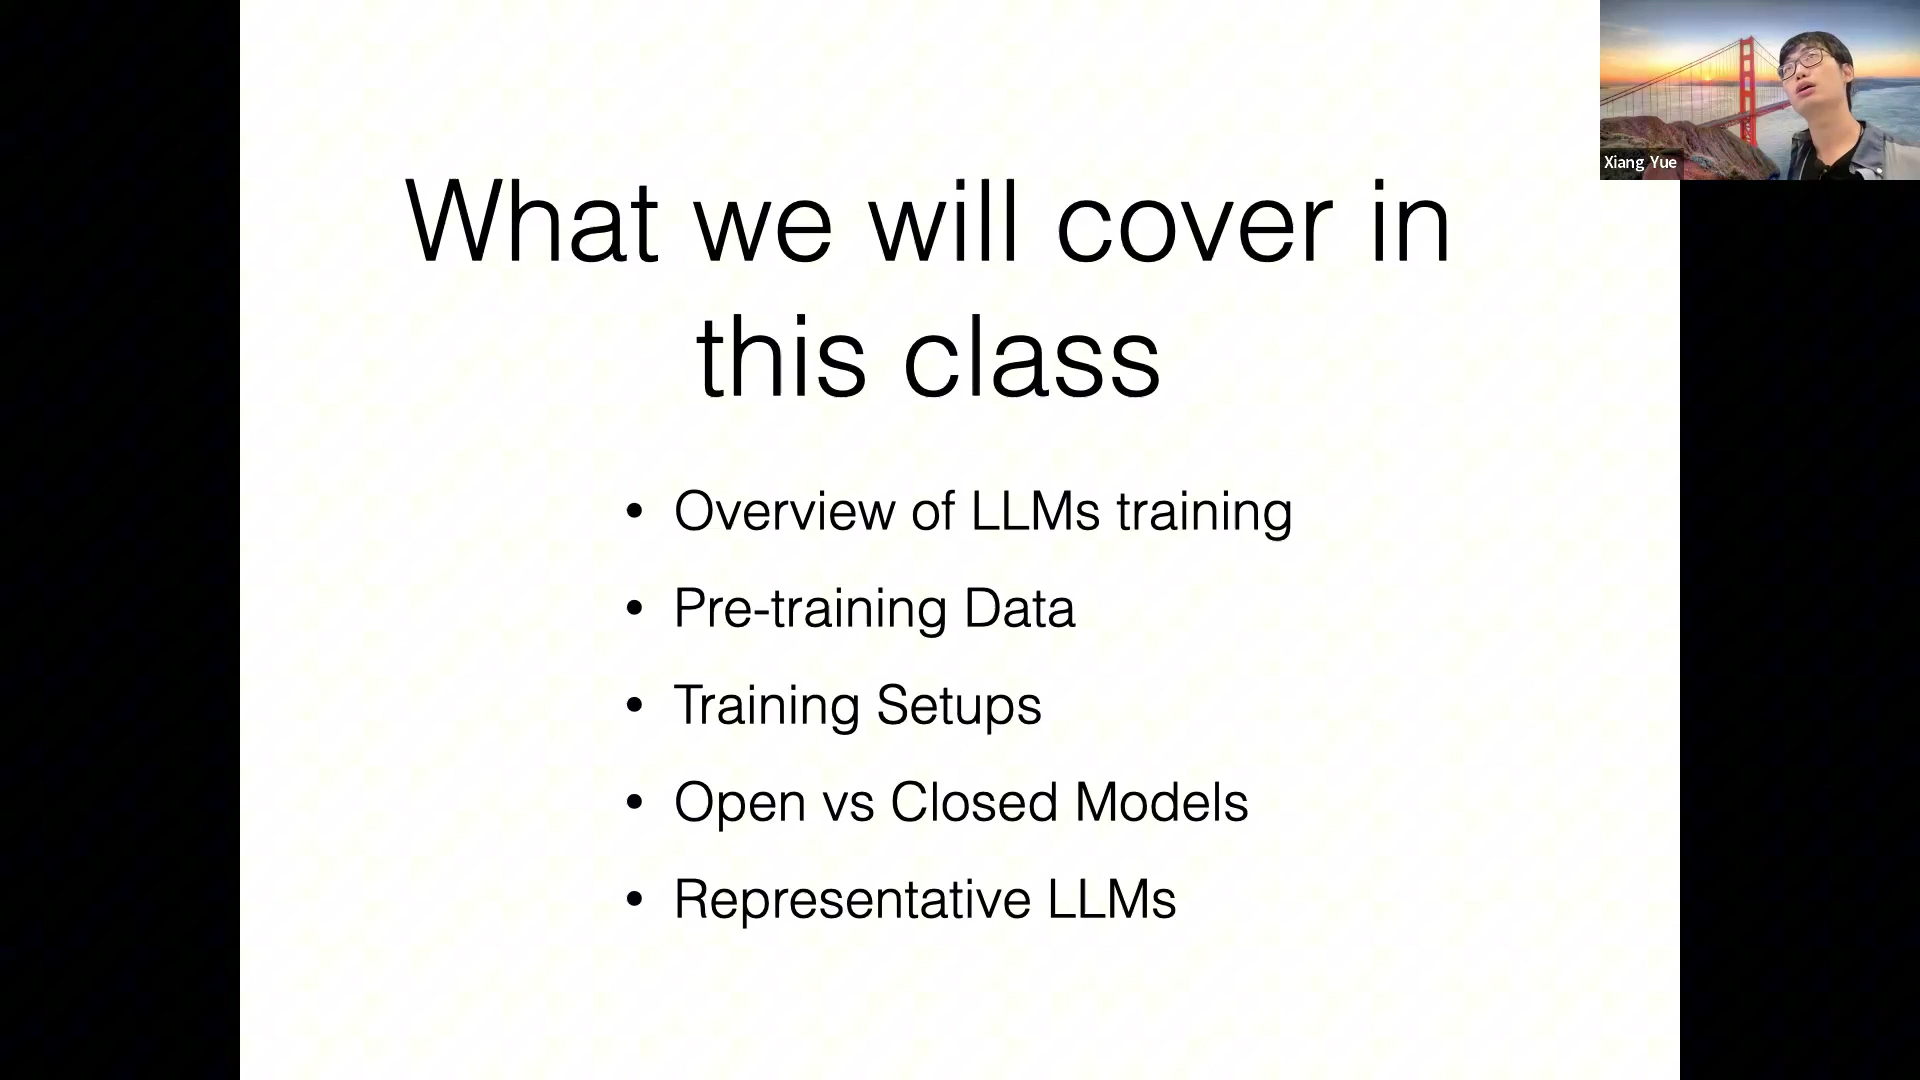 What we will cover in
this class
• Overview of LLMs training
• Pre-training Data
• Training Setups
• Open vs Closed Models
• Representative LLMs
Xiang Yue